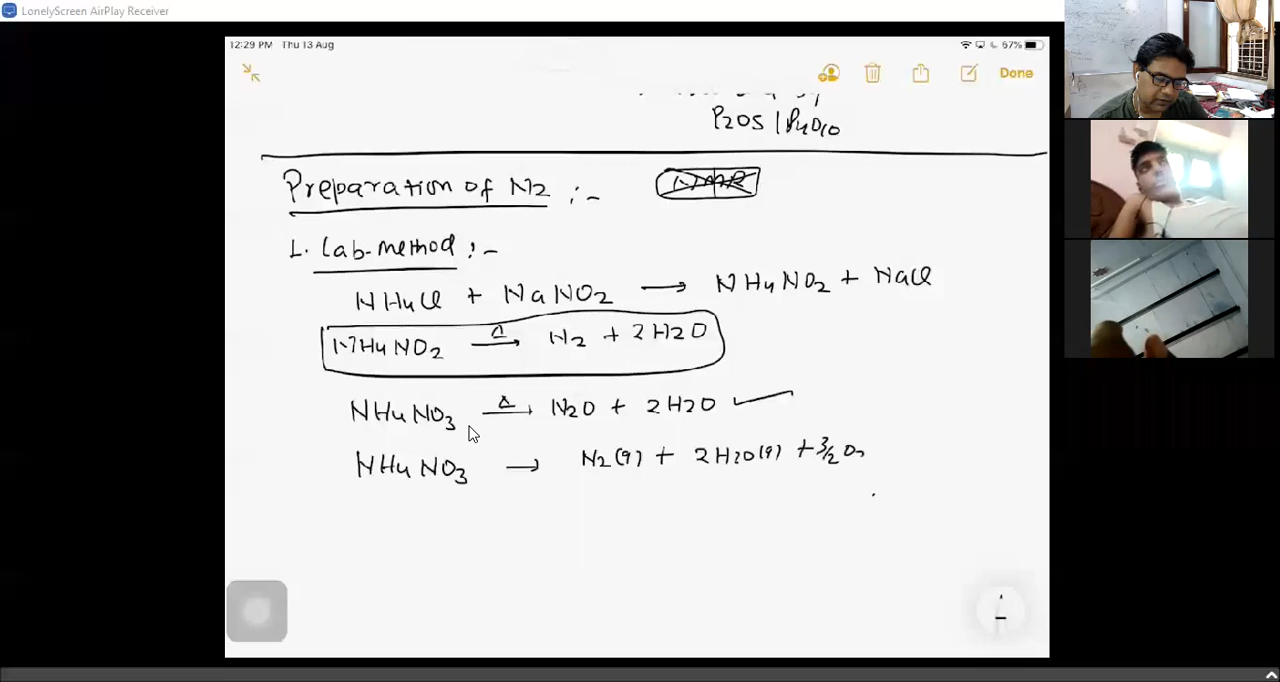 LonelyScreen AirPlay Receiver
12:29 PM Thu 13 Aug 67%
Done
P2O5 | P4O10
Preparation of N2 :-
1. Lab-method :-
NH4Cl + NaNO2 → NH4NO2 + NaCl
NH4NO2 Δ→ N2 + 2H2O
NH4NO3 Δ→ N2O + 2H2O
NH4NO3 → N2(g) + 2H2O(g) + 3/2 O2